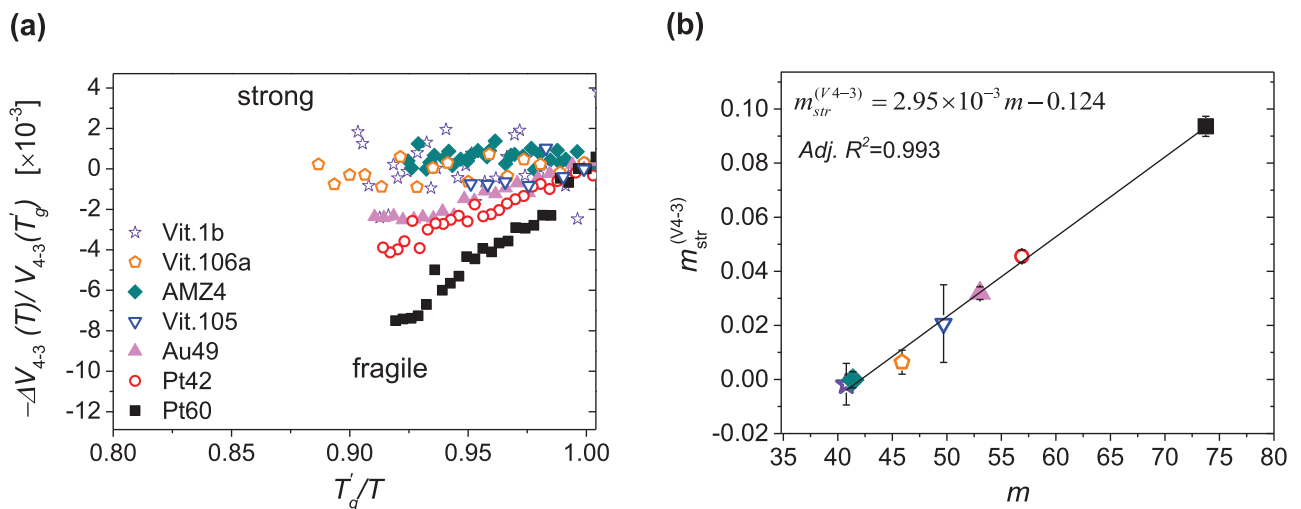 (a)
−ΔV4-3 (T)/ V4-3(T'g) [×10-3]
4
2
0
-2
-4
-6
-8
-10
-12
strong
Vit.1b
Vit.106a
AMZ4
Vit.105
Au49
Pt42
Pt60
fragile
0.80 0.85 0.90 0.95 1.00
T'g/T
(b)
mstr(V4-3)
0.10
0.08
0.06
0.04
0.02
0.00
-0.02
mstr(V4−3) = 2.95×10−3 m−0.124
Adj. R2=0.993
35 40 45 50 55 60 65 70 75 80
m